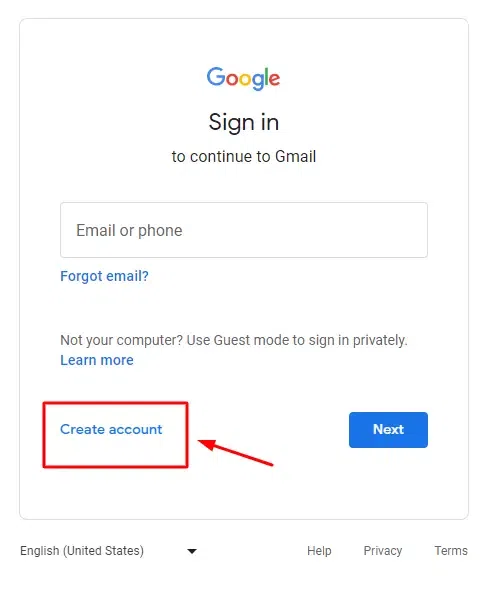 Google
Sign in
to continue to Gmail
Email or phone
Forgot email?
Not your computer? Use Guest mode to sign in privately.
Learn more
Create account
Next
English (United States)
Help
Privacy
Terms